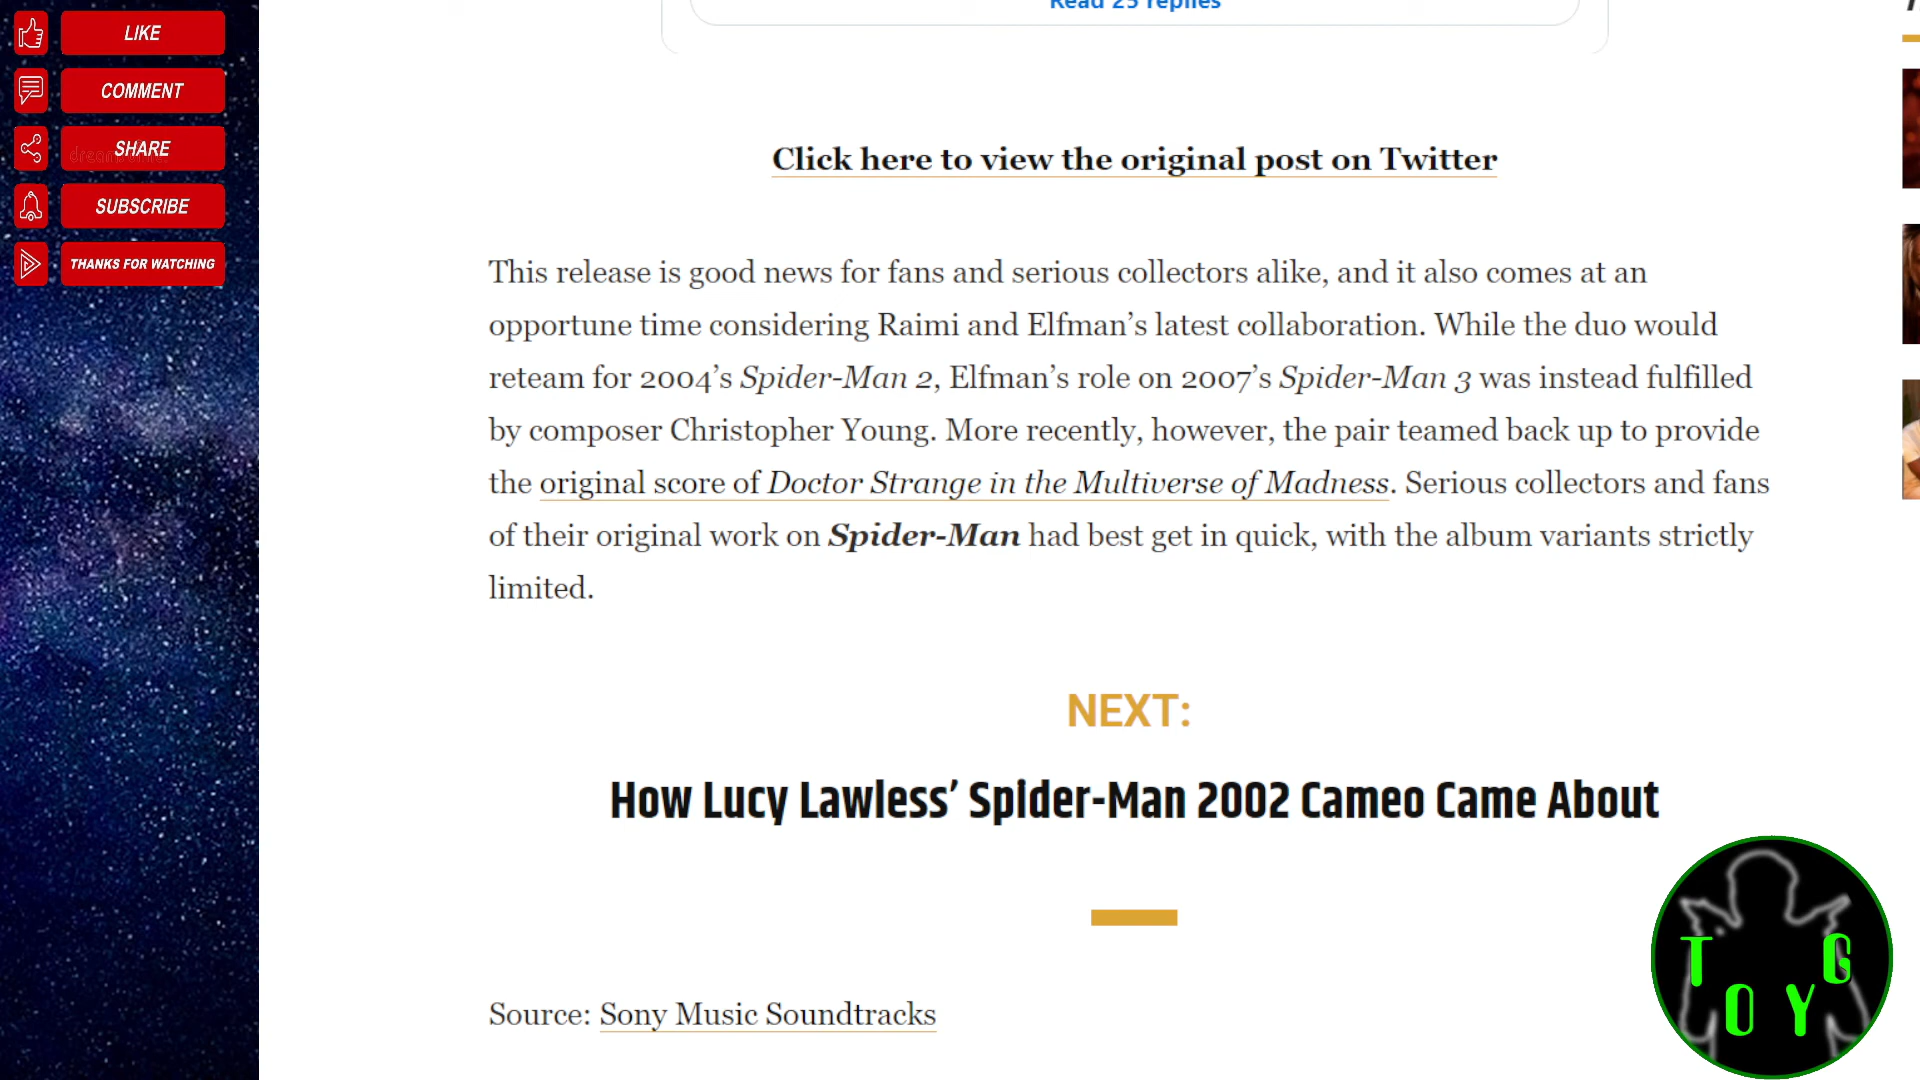 LIKE
COMMENT
SHARE
SUBSCRIBE
THANKS FOR WATCHING
Read 25 replies
Click here to view the original post on Twitter
This release is good news for fans and serious collectors alike, and it also comes at an
opportune time considering Raimi and Elfman’s latest collaboration. While the duo would
reteam for 2004’s Spider-Man 2, Elfman’s role on 2007’s Spider-Man 3 was instead fulfilled
by composer Christopher Young. More recently, however, the pair teamed back up to provide
the original score of Doctor Strange in the Multiverse of Madness. Serious collectors and fans
of their original work on Spider-Man had best get in quick, with the album variants strictly
limited.
NEXT:
How Lucy Lawless’ Spider-Man 2002 Cameo Came About
Source: Sony Music Soundtracks
T O Y G